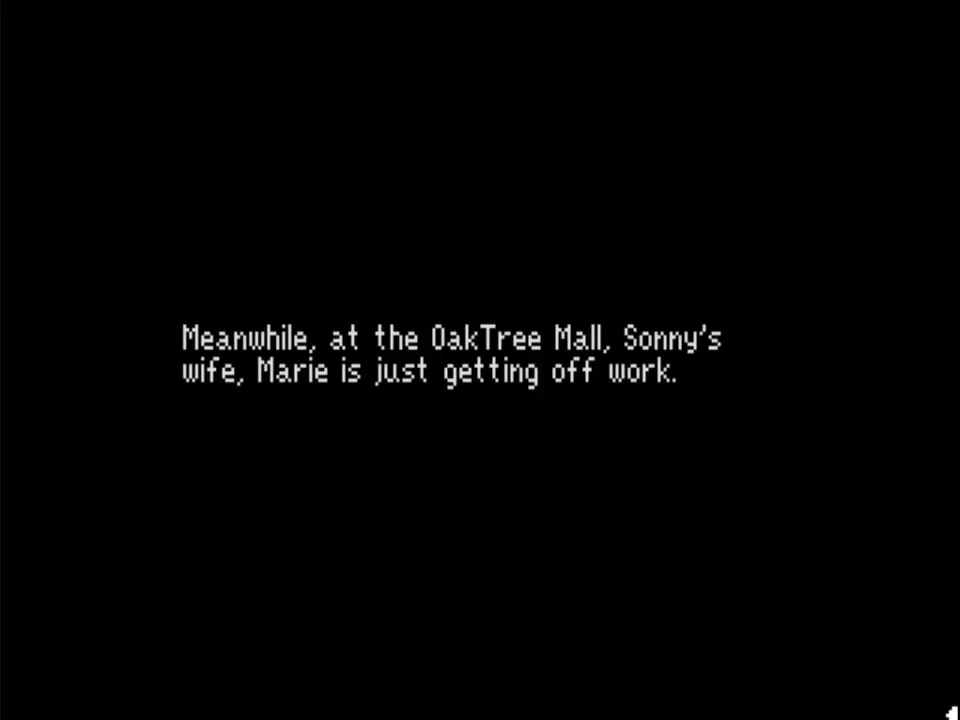 Meanwhile, at the OakTree Mall, Sonny's
wife, Marie is just getting off work.